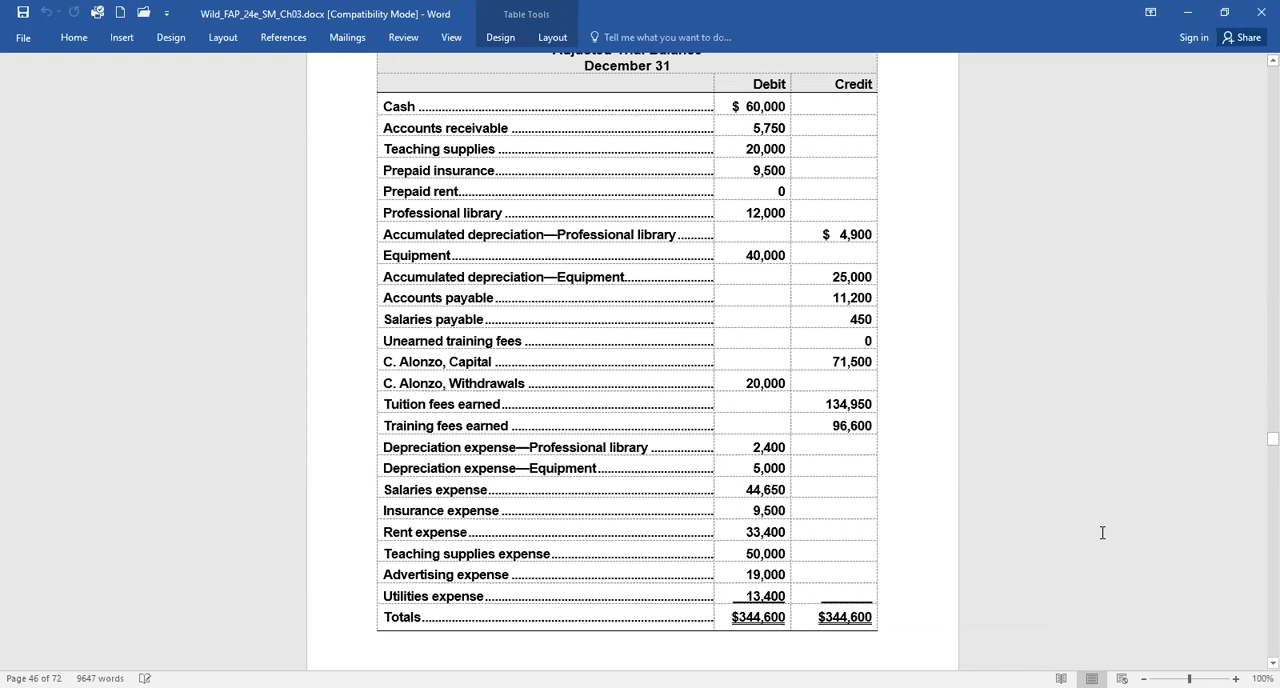 Wild_FAP_24e_SM_Ch03.docx [Compatibility Mode] - Word
Table Tools
File Home Insert Design Layout References Mailings Review View Design Layout Tell me what you want to do... Sign in Share
Adjusted Trial Balance
December 31
Debit Credit
Cash $ 60,000
Accounts receivable 5,750
Teaching supplies 20,000
Prepaid insurance 9,500
Prepaid rent 0
Professional library 12,000
Accumulated depreciation—Professional library $ 4,900
Equipment 40,000
Accumulated depreciation—Equipment 25,000
Accounts payable 11,200
Salaries payable 450
Unearned training fees 0
C. Alonzo, Capital 71,500
C. Alonzo, Withdrawals 20,000
Tuition fees earned 134,950
Training fees earned 96,600
Depreciation expense—Professional library 2,400
Depreciation expense—Equipment 5,000
Salaries expense 44,650
Insurance expense 9,500
Rent expense 33,400
Teaching supplies expense 50,000
Advertising expense 19,000
Utilities expense 13,400
Totals $344,600 $344,600
Page 46 of 72 9647 words 100%